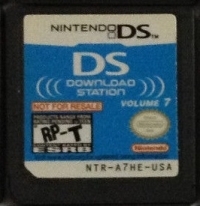 NINTENDO DS
DS
DOWNLOAD
STATION
VOLUME 7
NOT FOR RESALE
RP-T
ESRB
Nintendo
NTR-A7HE-USA